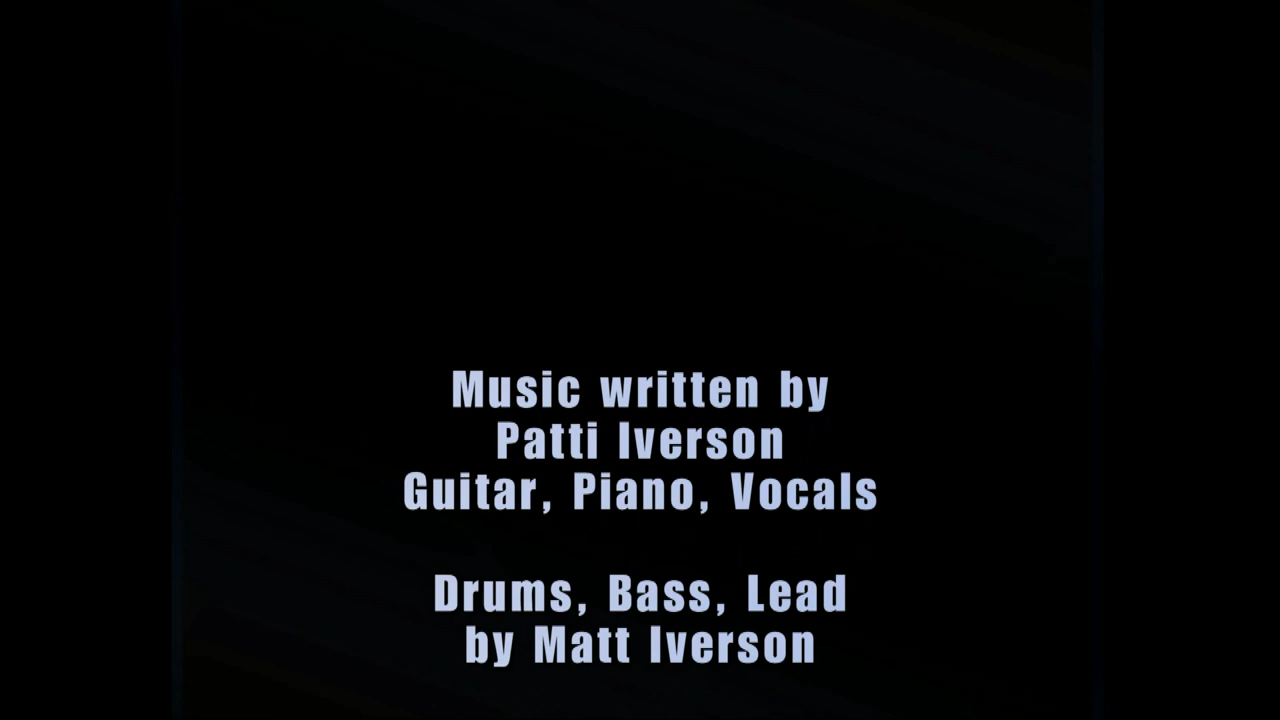 Music written by
Patti Iverson
Guitar, Piano, Vocals
Drums, Bass, Lead
by Matt Iverson